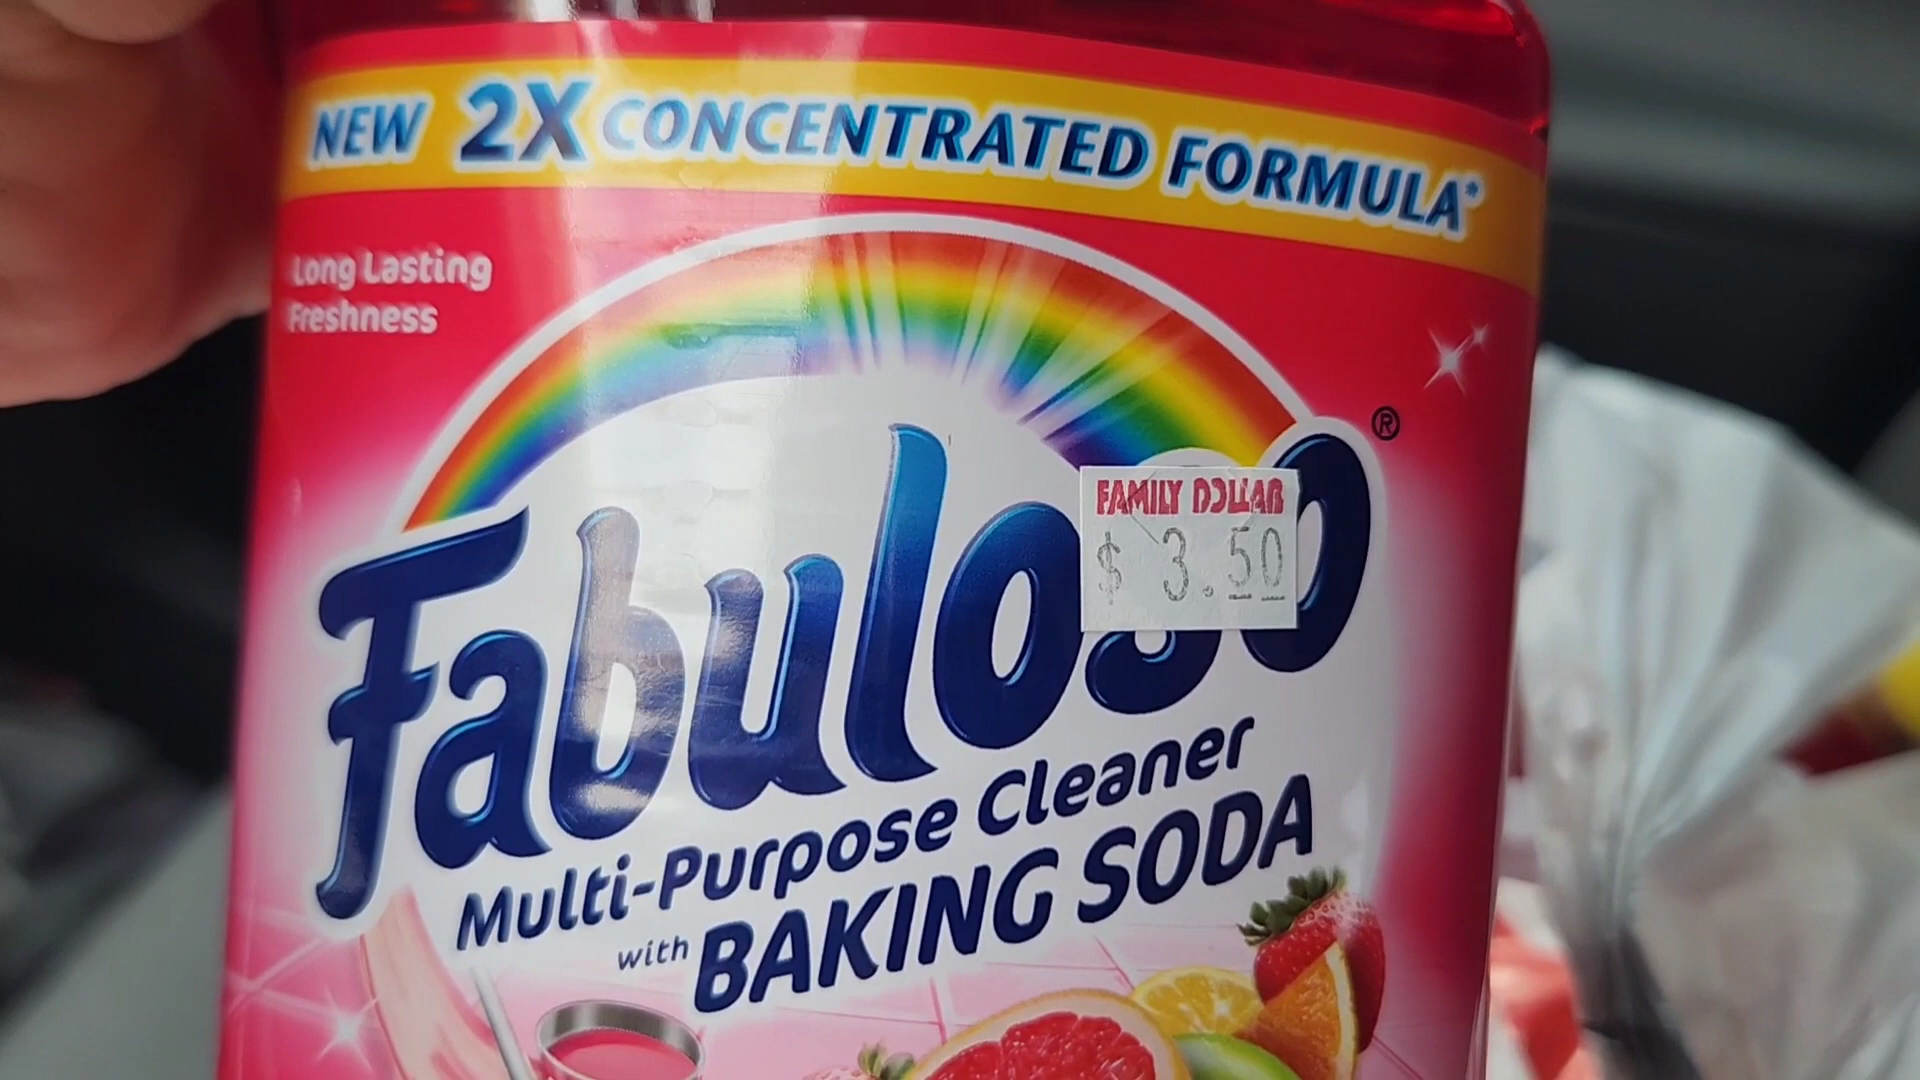 NEW 2X CONCENTRATED FORMULA*
Long Lasting
Freshness
Fabuloso®
FAMILY DOLLAR
$ 3.50
Multi-Purpose Cleaner
with BAKING SODA